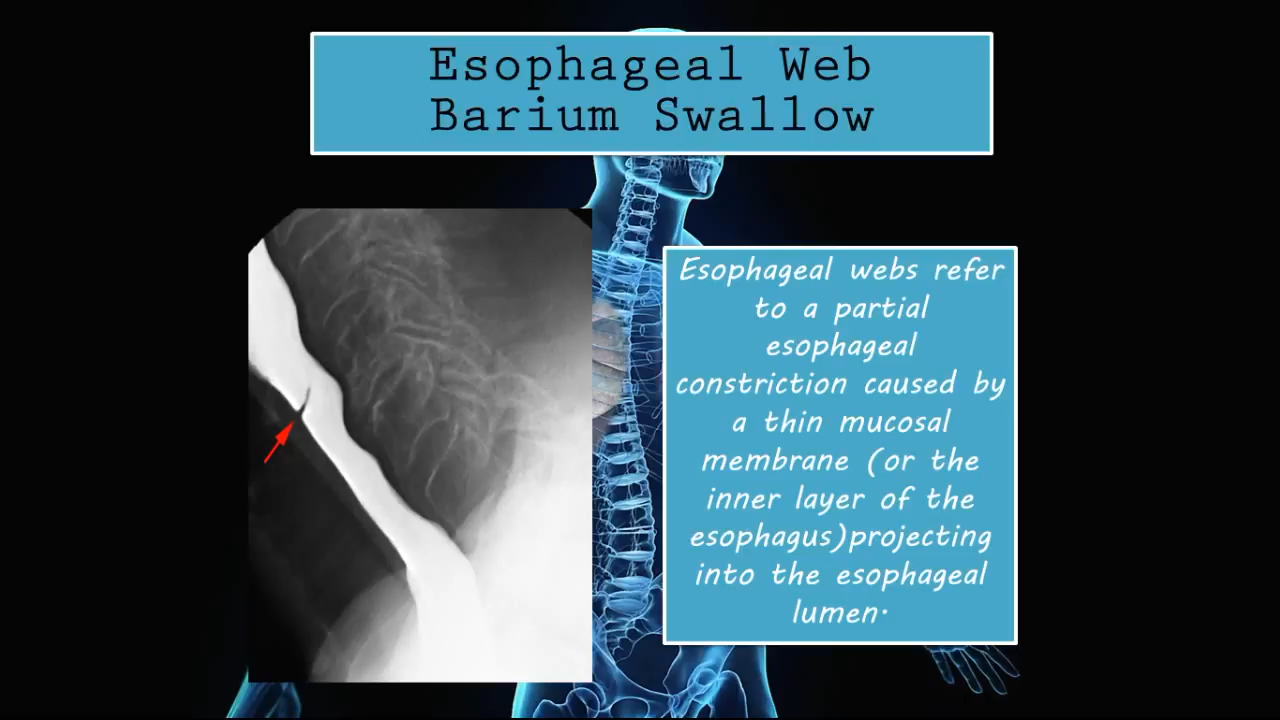 Esophageal Web
Barium Swallow
Esophageal webs refer
to a partial
esophageal
constriction caused by
a thin mucosal
membrane (or the
inner layer of the
esophagus)projecting
into the esophageal
lumen.